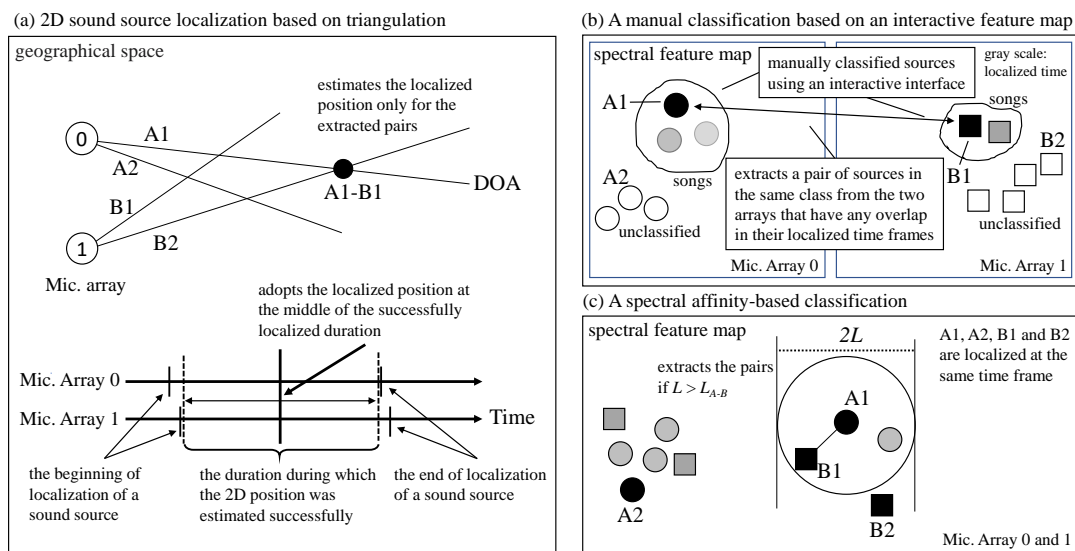 (a) 2D sound source localization based on triangulation
geographical space
estimates the localized
position only for the
extracted pairs
0
A1
A2
B1
A1-B1
DOA
1
B2
Mic. array
adopts the localized position at
the middle of the successfully
localized duration
Mic. Array 0
Mic. Array 1
Time
the beginning of
localization of a
sound source
the duration during which
the 2D position was
estimated successfully
the end of localization
of a sound source
(b) A manual classification based on an interactive feature map
spectral feature map
manually classified sources
using an interactive interface
gray scale:
localized time
A1
songs
songs
B2
B1
A2
unclassified
extracts a pair of sources in
the same class from the two
arrays that have any overlap
in their localized time frames
unclassified
Mic. Array 0
Mic. Array 1
(c) A spectral affinity-based classification
spectral feature map
2L
A1, A2, B1 and B2
are localized at the
same time frame
extracts the pairs
if L > L_A-B
A1
B1
A2
B2
Mic. Array 0 and 1